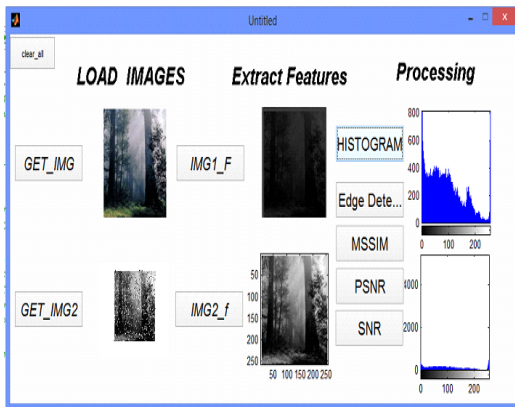 Untitled
clear_all
LOAD IMAGES
Extract Features
Processing
GET_IMG
IMG1_F
HISTOGRAM
Edge Dete...
MSSIM
PSNR
SNR
GET_IMG2
IMG2_f
800
600
400
200
0
0 100 200
4000
2000
0
0 100 200
50
100
150
200
250
50 100 150 200 250